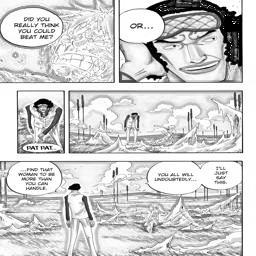 OR...
DID YOU
REALLY THINK
YOU COULD
BEAT ME?
PAT PAT...
I'LL
JUST
SAY
THIS.
YOU ALL WILL
UNDOUBTEDLY...
...FIND THAT
WOMAN TO BE
MORE THAN
YOU CAN
HANDLE.